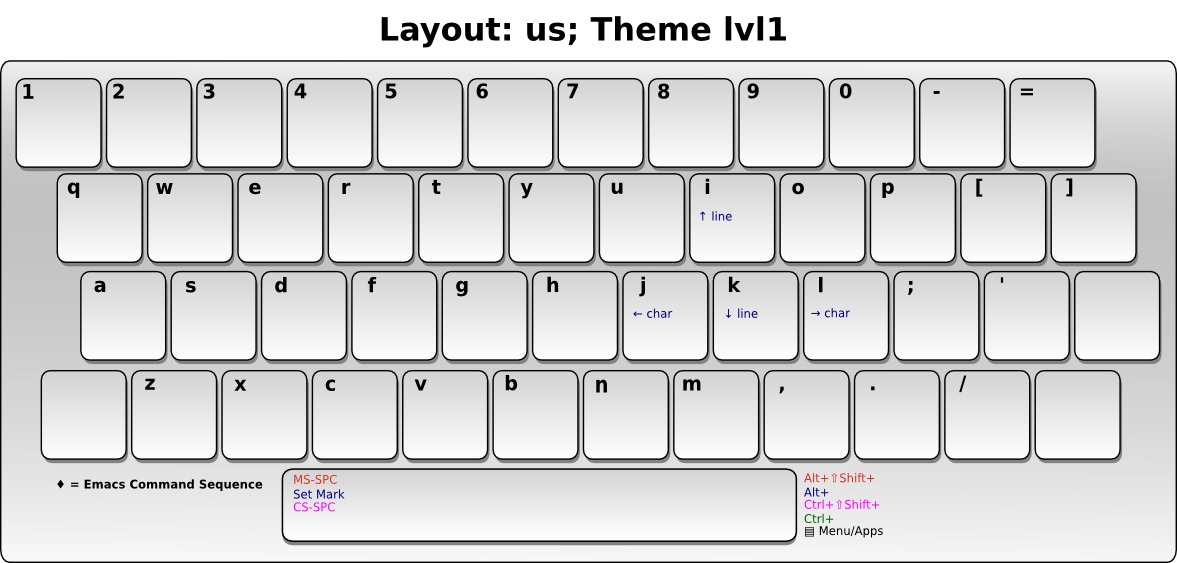 Layout: us; Theme lvl1
1 2 3 4 5 6 7 8 9 0 - =
q w e r t y u i o p [ ]
↑ line
a s d f g h j k l ; '
← char ↓ line → char
z x c v b n m , . /
♦ = Emacs Command Sequence
MS-SPC
Set Mark
CS-SPC
Alt+⇧Shift+
Alt+
Ctrl+⇧Shift+
Ctrl+
▤ Menu/Apps